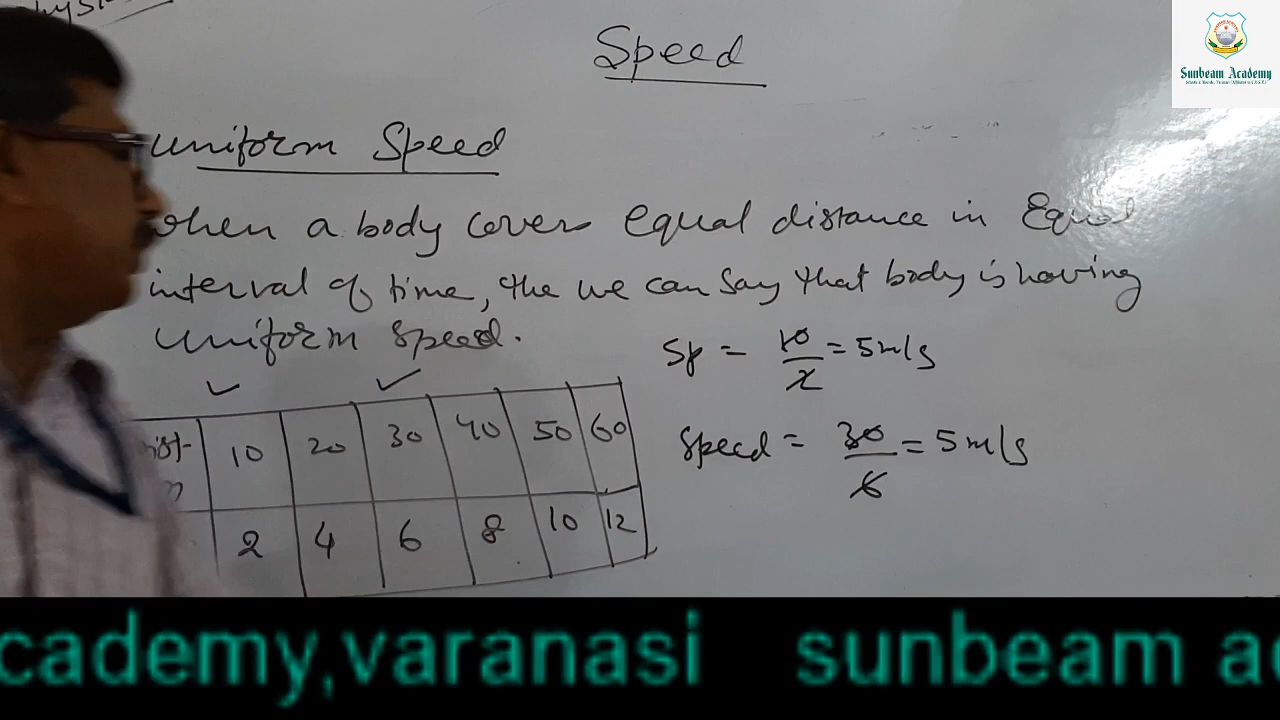 Speed
Sunbeam Academy
uniform Speed
when a body cover equal distance in Equal
interval of time, the we can say that body is having
uniform speed.
Sp = 10/2 = 5m/s
10 20 30 40 50 60
Speed = 30/6 = 5m/s
2 4 6 8 10 12
cademy,varanasi sunbeam a